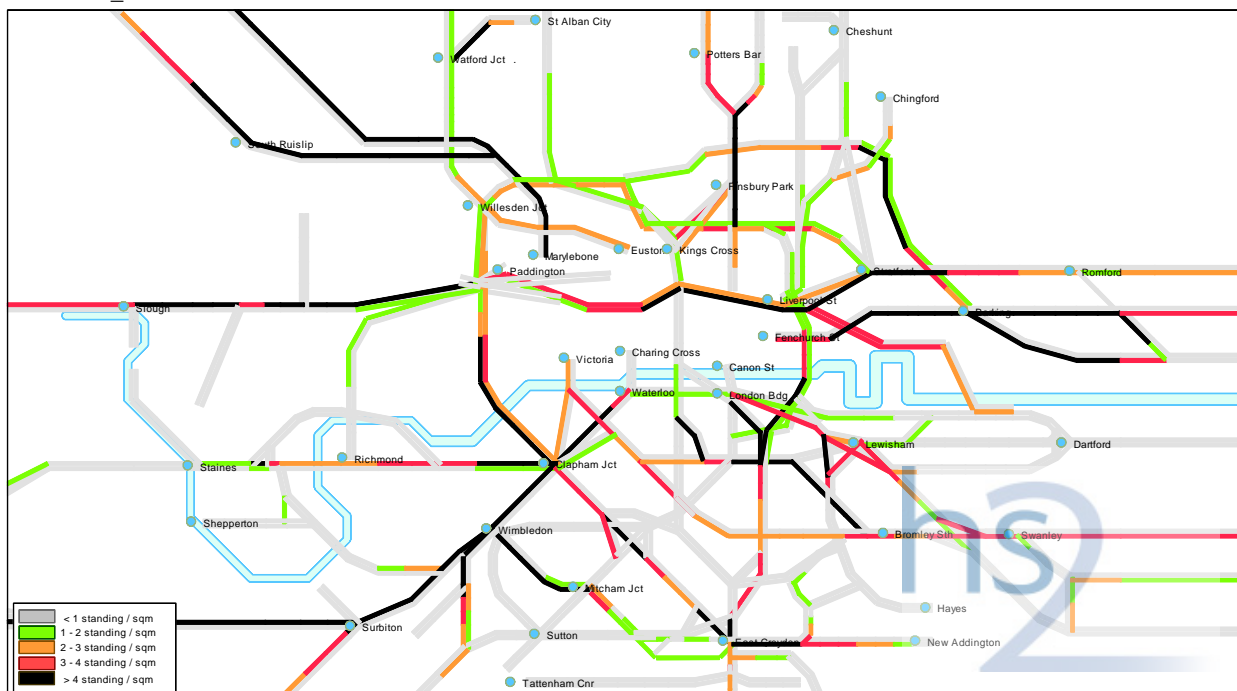 St Alban City
Cheshunt
Watford Jct .
Potters Bar
Chingford
South Ruislip
Finsbury Park
Willesden Jct
Euston
Kings Cross
Marylebone
Paddington
Stratford
Romford
Slough
Liverpool St
Barking
Fenchurch St
Victoria
Charing Cross
Canon St
Waterloo
London Bdg
Lewisham
Dartford
Staines
Richmond
Clapham Jct
Shepperton
Wimbledon
Bromley Sth
Swanley
Mitcham Jct
Hayes
Surbiton
Sutton
East Croydon
New Addington
Tattenham Cnr
hs2
< 1 standing / sqm
1 - 2 standing / sqm
2 - 3 standing / sqm
3 - 4 standing / sqm
> 4 standing / sqm